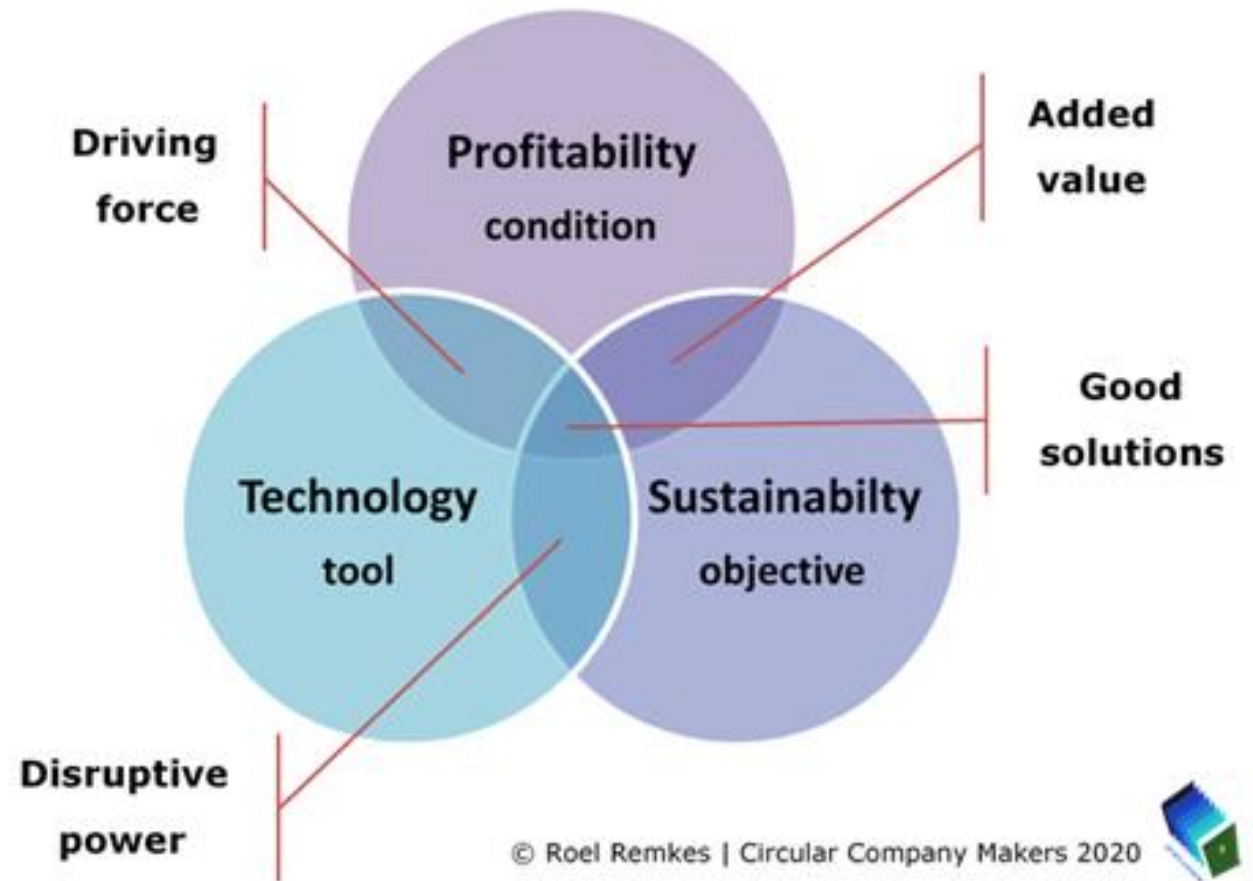 Driving
force
Profitability
condition
Added
value
Good
solutions
Technology
tool
Sustainabilty
objective
Disruptive
power
© Roel Remkes | Circular Company Makers 2020